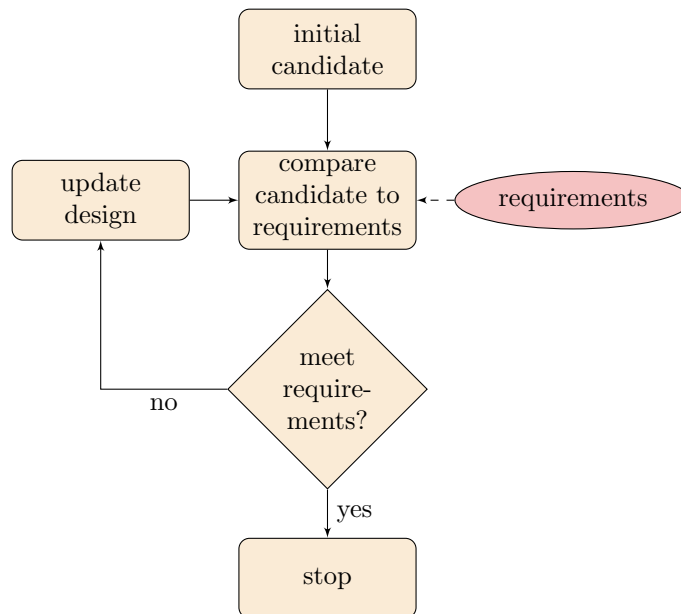 initial
candidate
compare
candidate to
requirements
update
design
requirements
meet
require-
ments?
no
yes
stop